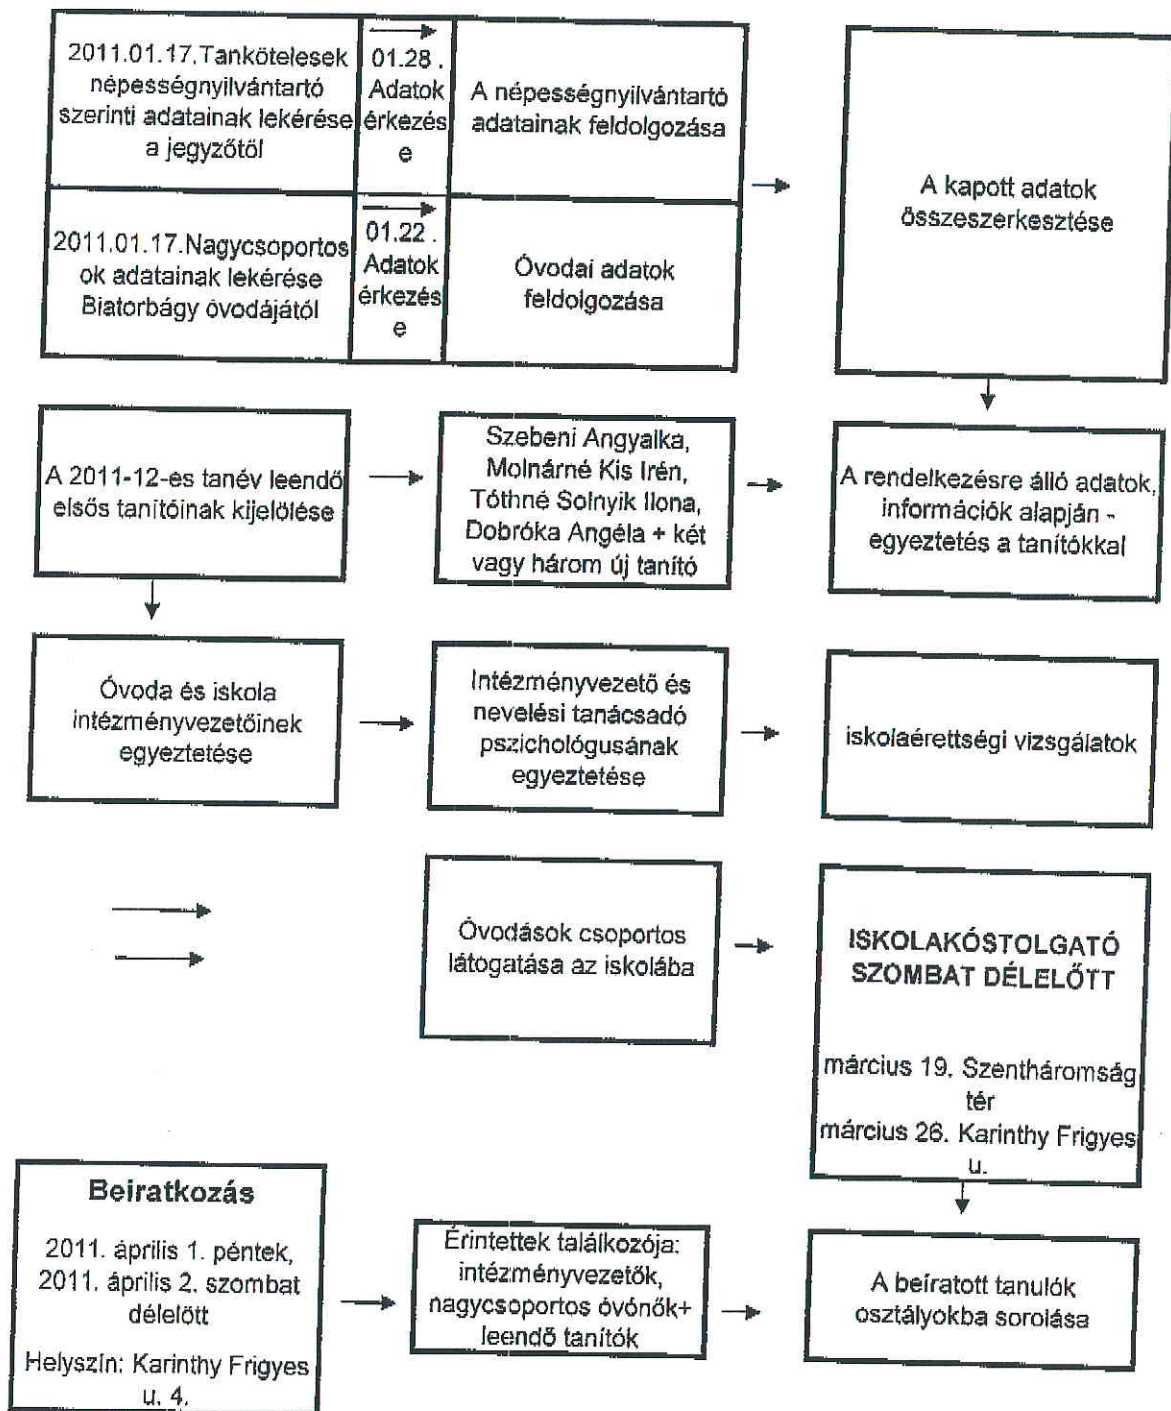 2011.01.17.Tankötelesek
népességnyilvántartó
szerinti adatainak lekérése
a jegyzőtől
01.28 .
Adatok
érkezés
e
A népességnyilvántartó
adatainak feldolgozása
A kapott adatok
összeszerkesztése
2011.01.17.Nagycsoportos
ok adatainak lekérése
Biatorbágy óvodájától
01.22 .
Adatok
érkezés
e
Óvodai adatok
feldolgozása
A 2011-12-es tanév leendő
elsős tanítóinak kijelölése
Szebeni Angyalka,
Molnárné Kis Irén,
Tóthné Solnyik Ilona,
Dobróka Angéla + két
vagy három új tanító
A rendelkezésre álló adatok,
információk alapján -
egyeztetés a tanítókkal
Óvoda és iskola
intézményvezetőinek
egyeztetése
Intézményvezető és
nevelési tanácsadó
pszichológusának
egyeztetése
iskolaérettségi vizsgálatok
Óvodások csoportos
látogatása az iskolába
ISKOLAKÓSTOLGATÓ
SZOMBAT DÉLELŐTT
március 19. Szentháromság
tér
március 26. Karinthy Frigyes
u.
Beiratkozás
2011. április 1. péntek,
2011. április 2. szombat
délelőtt
Helyszín: Karinthy Frigyes
u. 4.
Érintettek találkozója:
intézményvezetők,
nagycsoportos óvónők+
leendő tanítók
A beíratott tanulók
osztályokba sorolása